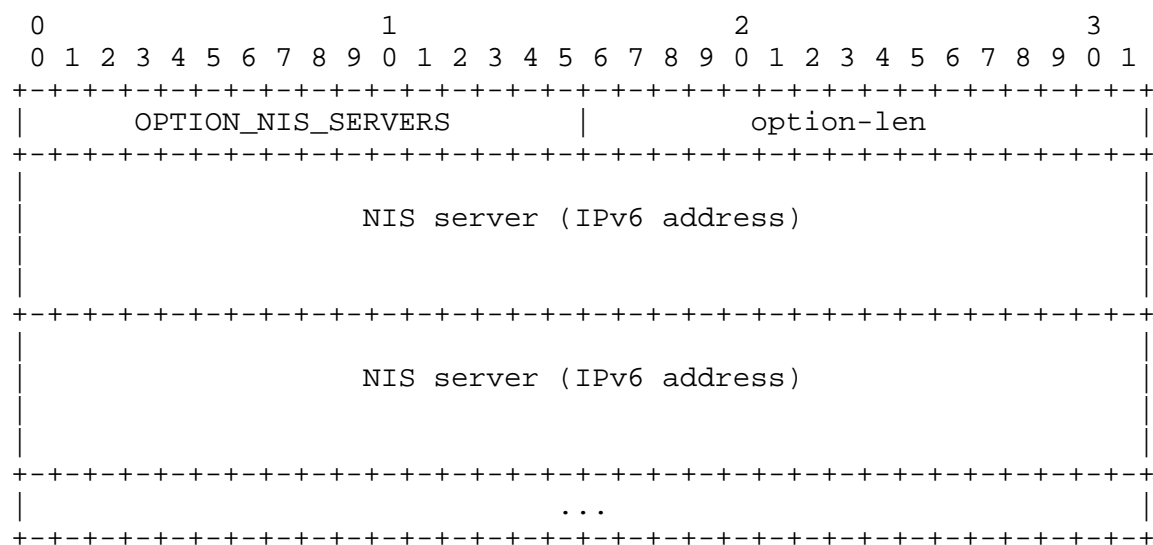 0                   1                   2                   3
 0 1 2 3 4 5 6 7 8 9 0 1 2 3 4 5 6 7 8 9 0 1 2 3 4 5 6 7 8 9 0 1
+-+-+-+-+-+-+-+-+-+-+-+-+-+-+-+-+-+-+-+-+-+-+-+-+-+-+-+-+-+-+-+-+
|      OPTION_NIS_SERVERS       |         option-len            |
+-+-+-+-+-+-+-+-+-+-+-+-+-+-+-+-+-+-+-+-+-+-+-+-+-+-+-+-+-+-+-+-+
|                                                               |
|                   NIS server (IPv6 address)                   |
|                                                               |
|                                                               |
+-+-+-+-+-+-+-+-+-+-+-+-+-+-+-+-+-+-+-+-+-+-+-+-+-+-+-+-+-+-+-+-+
|                                                               |
|                   NIS server (IPv6 address)                   |
|                                                               |
|                                                               |
+-+-+-+-+-+-+-+-+-+-+-+-+-+-+-+-+-+-+-+-+-+-+-+-+-+-+-+-+-+-+-+-+
|                              ...                              |
+-+-+-+-+-+-+-+-+-+-+-+-+-+-+-+-+-+-+-+-+-+-+-+-+-+-+-+-+-+-+-+-+